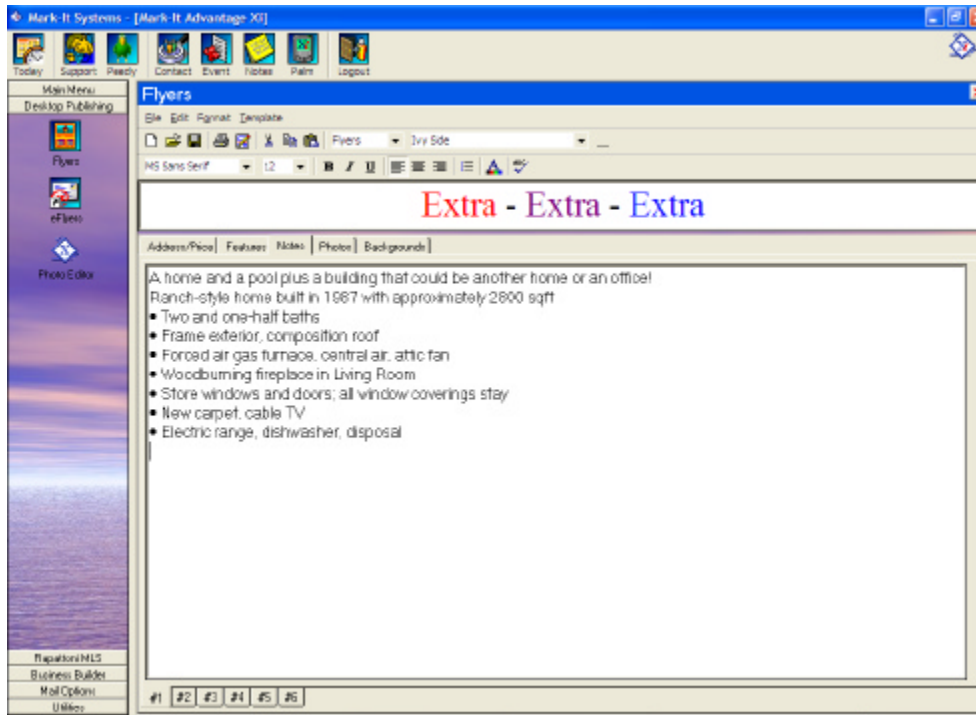 Mark-It Systems - [Mark-It Advantage XI]
Today Support Peedy Contact Event Notes Palm Logout
Main Menu
Desktop Publishing
Flyers
eFlyers
Photo Editor
Rapattoni MLS
Business Builder
Mail Options
Utilities
Flyers
File Edit Format Template
Flyers Ivy Side
MS Sans Serif 12 B I U
Extra - Extra - Extra
Address/Price Features Notes Photos Backgrounds
A home and a pool plus a building that could be another home or an office!
Ranch-style home built in 1987 with approximately 2800 sqft
• Two and one-half baths
• Frame exterior, composition roof
• Forced air gas furnace, central air, attic fan
• Woodburning fireplace in Living Room
• Store windows and doors; all window coverings stay
• New carpet, cable TV
• Electric range, dishwasher, disposal
#1 #2 #3 #4 #5 #6